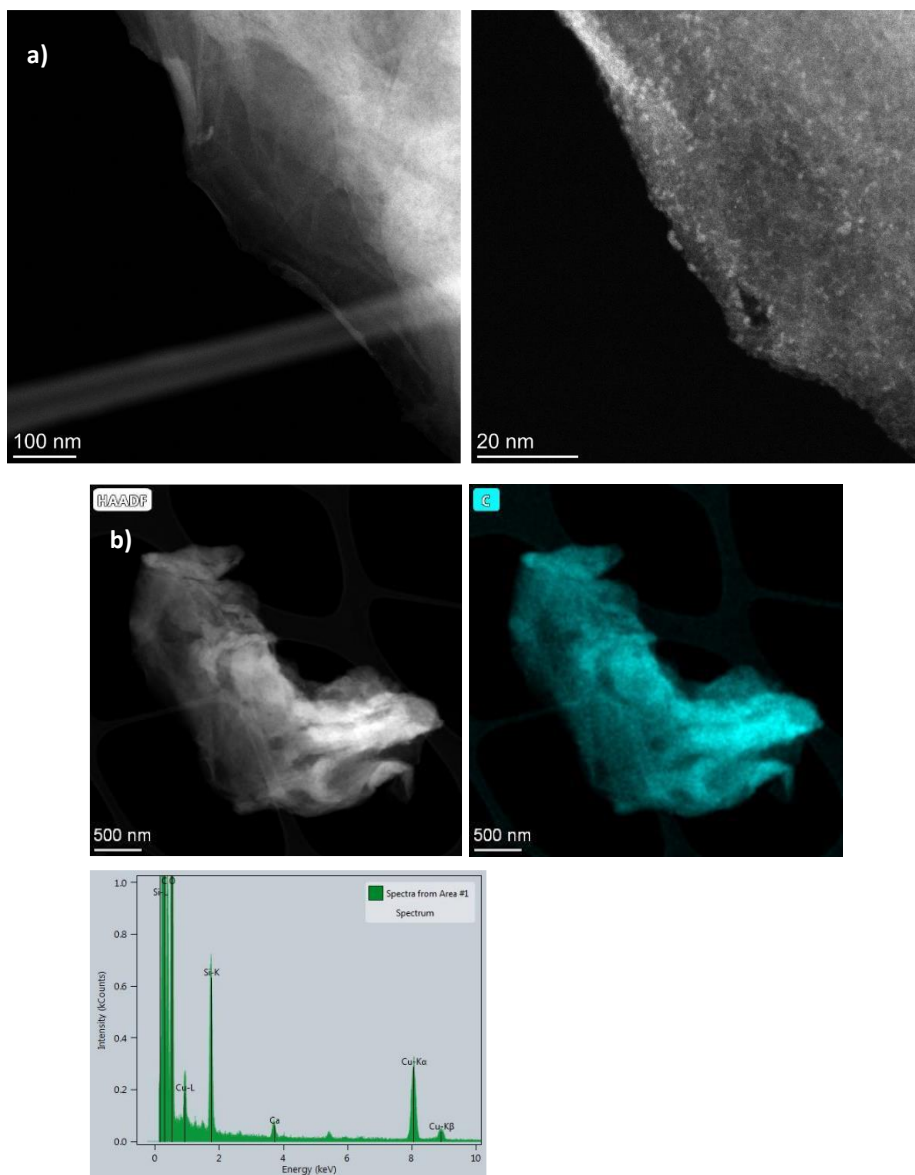 a)
100 nm
20 nm
HAADF
b)
500 nm
C
500 nm
Spectra from Area #1
Spectrum
Intensity (kCounts)
1.0
0.8
0.6
0.4
0.2
0.0
C O
Si-K
Cu-L
Ca
Cu-Kα
Cu-Kβ
0
2
4
6
8
10
Energy (keV)